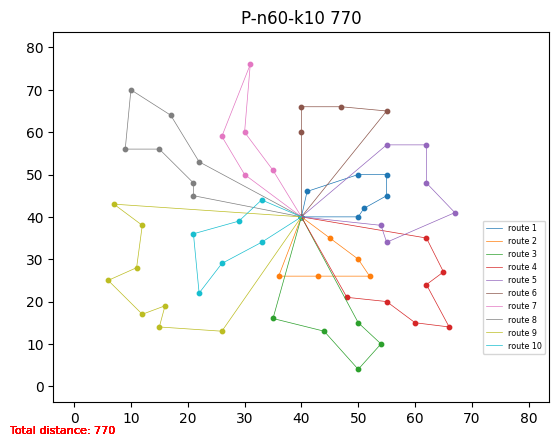 P-n60-k10 770
80
70
60
50
40
30
20
10
0
0 10 20 30 40 50 60 70 80
route 1
route 2
route 3
route 4
route 5
route 6
route 7
route 8
route 9
route 10
Total distance: 770